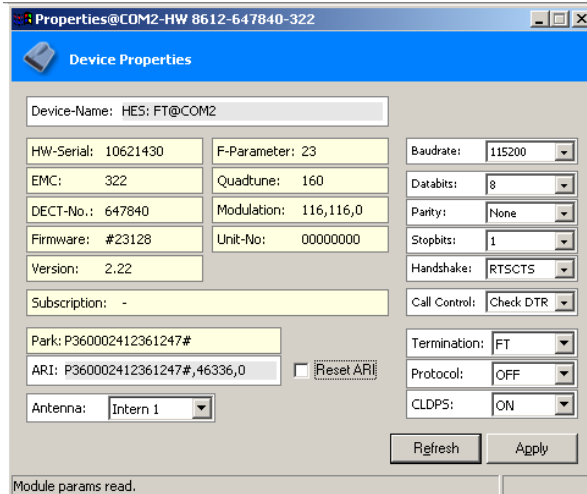 Properties@COM2-HW 8612-647840-322
Device Properties
Device-Name: HES: FT@COM2
HW-Serial: 10621430 F-Parameter: 23 Baudrate: 115200
EMC: 322 Quadtune: 160 Databits: 8
DECT-No.: 647840 Modulation: 116,116,0 Parity: None
Firmware: #23128 Unit-No: 00000000 Stopbits: 1
Version: 2.22 Handshake: RTSCTS
Subscription: - Call Control: Check DTR
Park: P360002412361247# Termination: FT
ARI: P360002412361247#,46336,0 Reset ARI Protocol: OFF
Antenna: Intern 1 CLDPS: ON
Refresh Apply
Module params read.